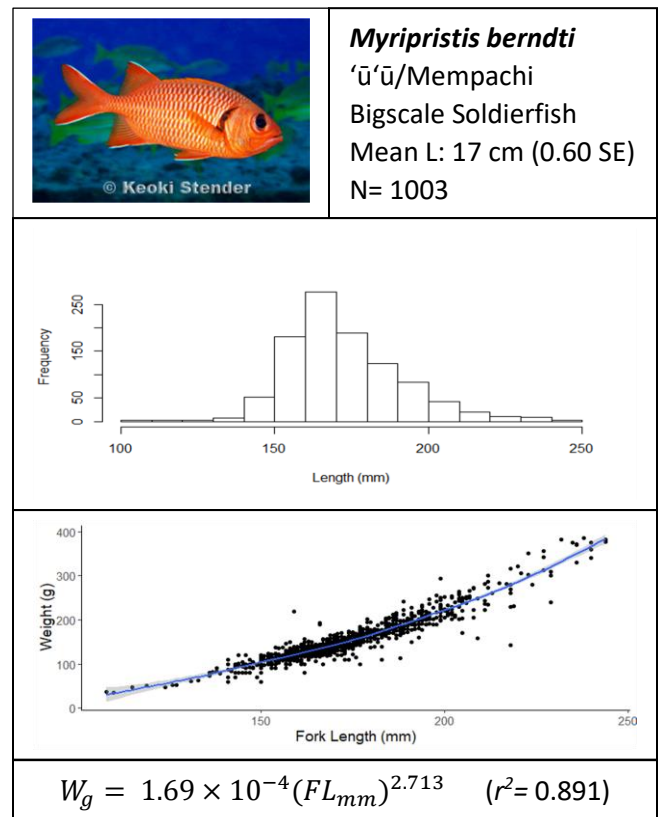 © Keoki Stender
Myripristis berndti
ʻūʻū/Mempachi
Bigscale Soldierfish
Mean L: 17 cm (0.60 SE)
N= 1003
Frequency
250
150
50
0
100 150 200 250
Length (mm)
Weight (g)
400
300
200
100
0
150 200 250
Fork Length (mm)
W_g = 1.69 × 10^{-4}(FL_{mm})^{2.713} (r^2= 0.891)